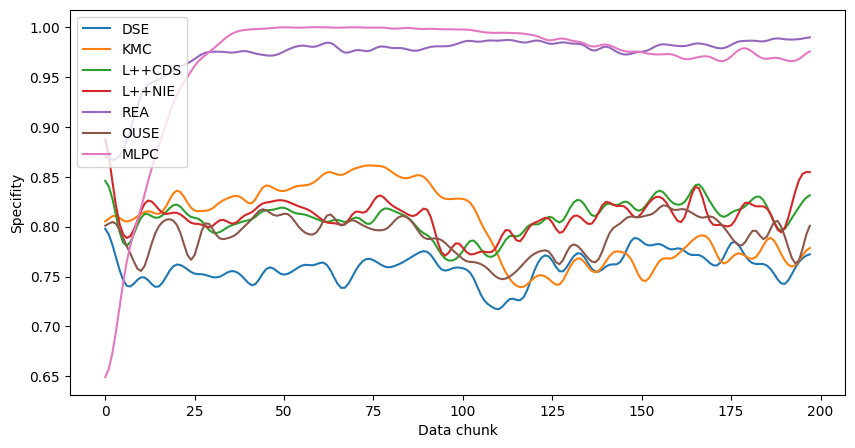 1.00
0.95
0.90
0.85
0.80
0.75
0.70
0.65
Specifity
DSE
KMC
L++CDS
L++NIE
REA
OUSE
MLPC
0
25
50
75
100
125
150
175
200
Data chunk